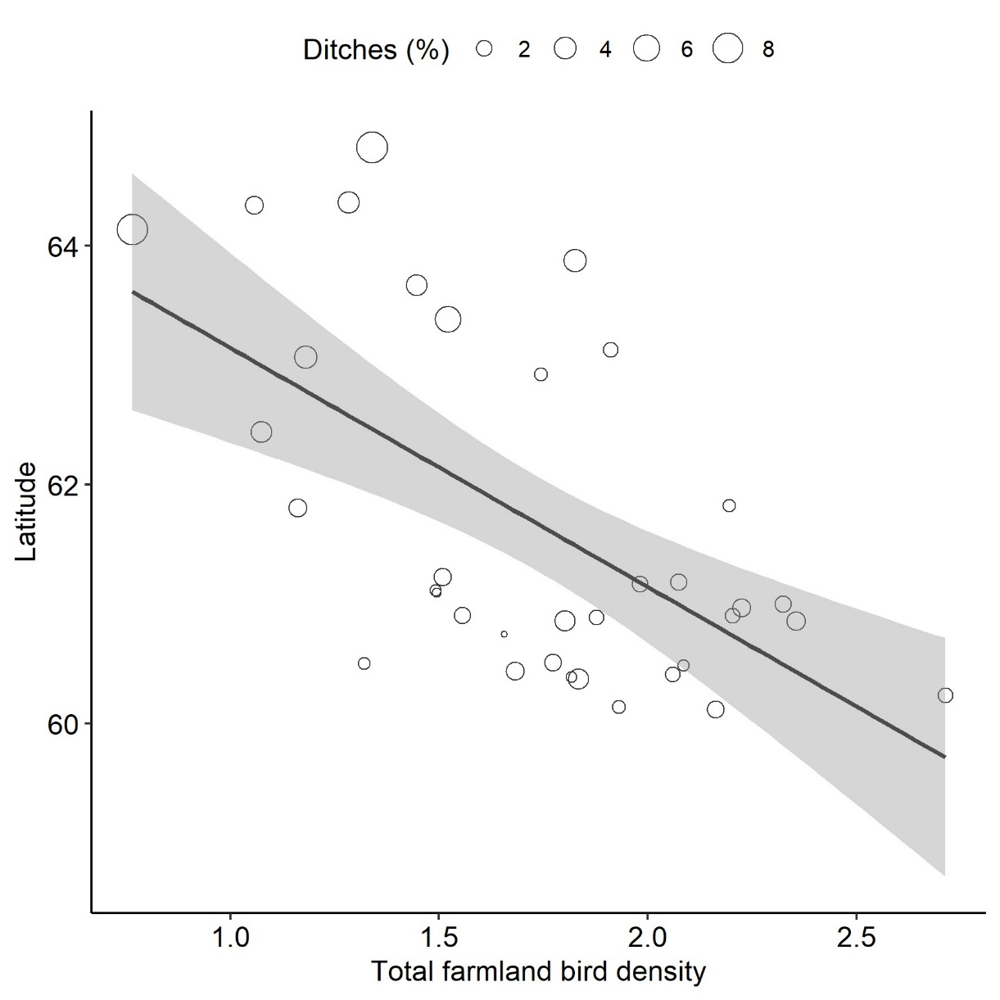 Ditches (%) 2 4 6 8
Latitude
64
62
60
1.0 1.5 2.0 2.5
Total farmland bird density